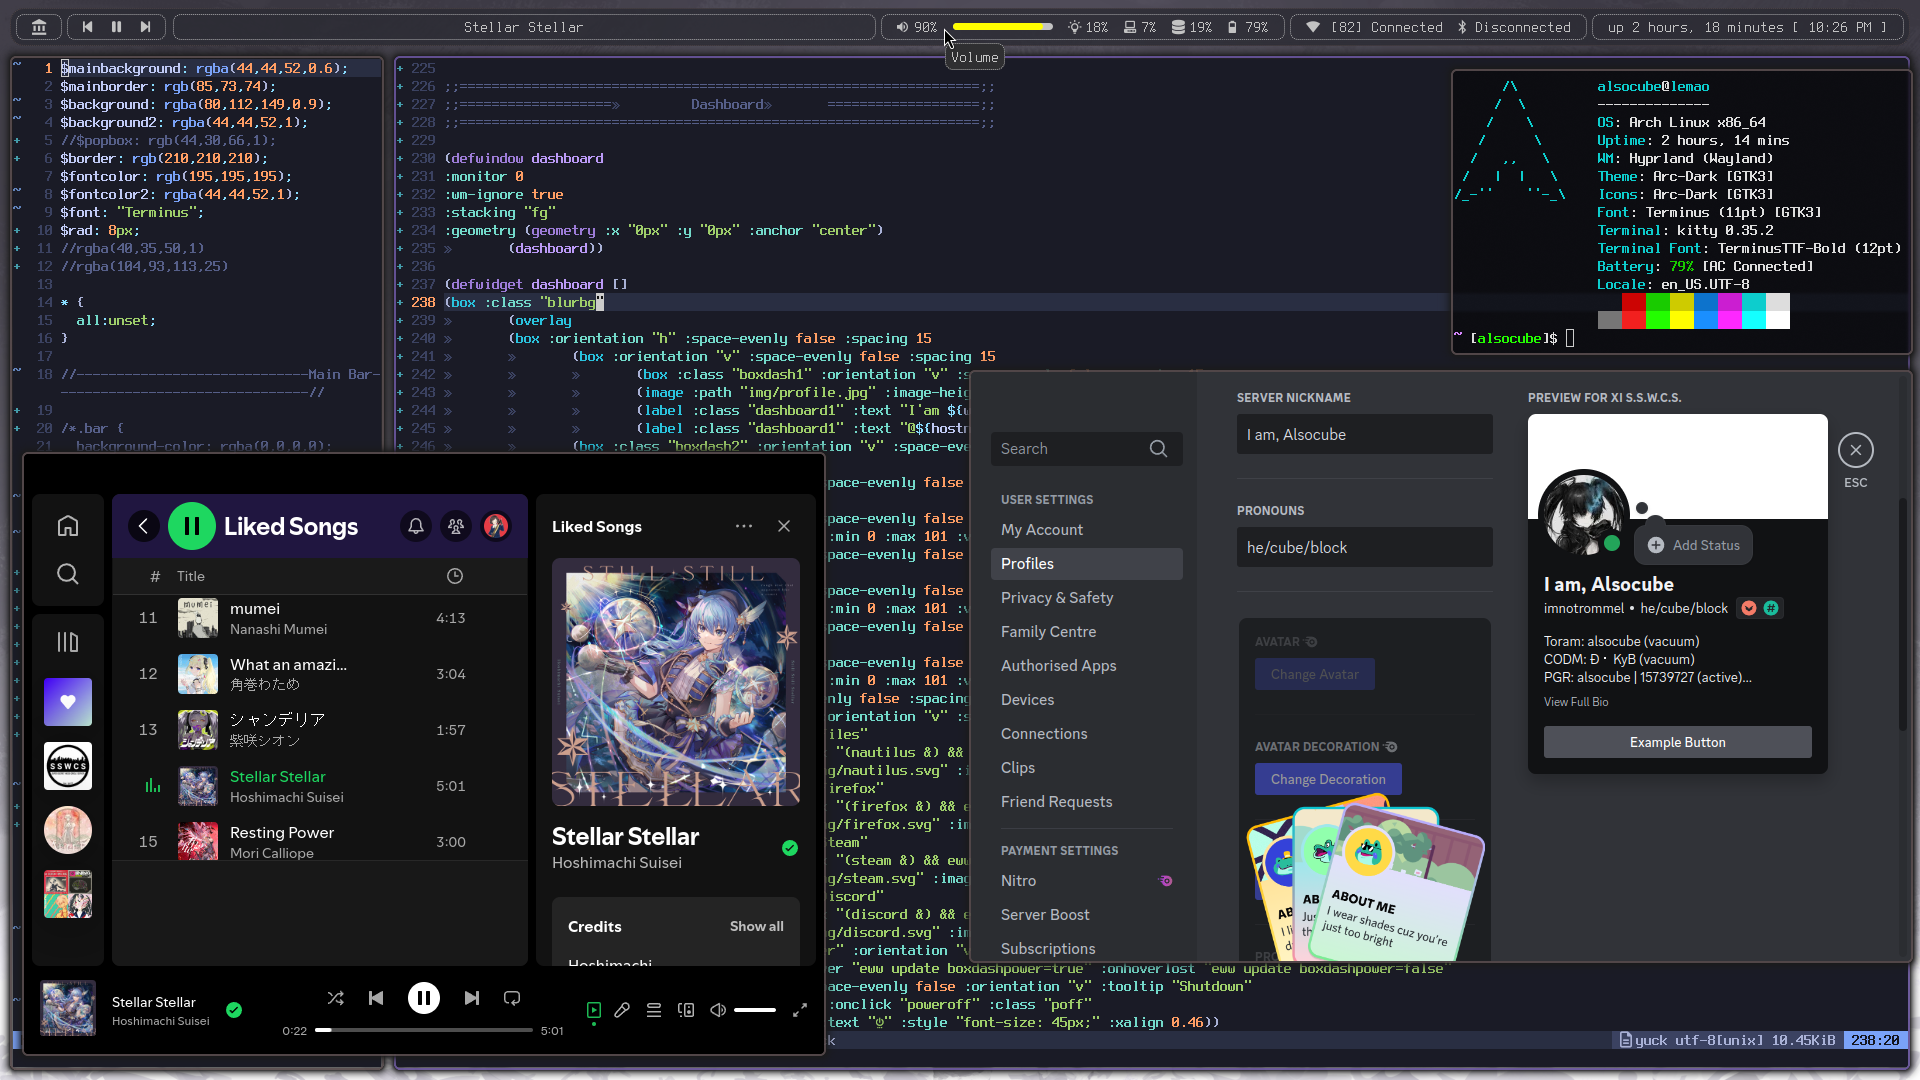 Stellar Stellar
90%
18%
7%
19%
79%
[82] Connected
Disconnected
up 2 hours, 18 minutes [ 10:26 PM ]
Volume
~ 1 $mainbackground: rgba(44,44,52,0.6);
2 $mainborder: rgb(85,73,74);
~ 3 $background: rgba(80,112,149,0.9);
~ 4 $background2: rgba(44,44,52,1);
+ 5 //$popbox: rgb(44,30,66,1);
+ 6 $border: rgb(210,210,210);
7 $fontcolor: rgb(195,195,195);
~ 8 $fontcolor2: rgba(44,44,52,1);
~ 9 $font: "Terminus";
+ 10 $rad: 8px;
+ 11 //rgba(40,35,50,1)
+ 12 //rgba(104,93,113,25)
13
14 * {
15 all:unset;
16 }
17
~ 18 //-----------------------------Main Bar-
-------------------------------//
+ 19
+ 20 /*.bar {
21 background-color: rgba(0,0,0,0);
+ 225
+ 226 ;;=================================================================;;
+ 227 ;;===================» Dashboard» ===================;;
+ 228 ;;=================================================================;;
+ 229
+ 230 (defwindow dashboard
+ 231 :monitor 0
+ 232 :wm-ignore true
+ 233 :stacking "fg"
+ 234 :geometry (geometry :x "0px" :y "0px" :anchor "center")
+ 235 » (dashboard))
+ 236
+ 237 (defwidget dashboard []
+ 238 (box :class "blurbg"
+ 239 » (overlay
+ 240 » (box :orientation "h" :space-evenly false :spacing 15
+ 241 » » (box :orientation "v" :space-evenly false :spacing 15
+ 242 » » » (box :class "boxdash1" :orientation "v" :s
+ 243 » » » (image :path "img/profile.jpg" :image-hei
+ 244 » » » (label :class "dashboard1" :text "I'am ${u
+ 245 » » » (label :class "dashboard1" :text "@${host
+ 246 » » (box :class "boxdash2" :orientation "v" :space-eve
pace-evenly false
:min 0 :max 101 :v
pace-evenly false
pace-evenly false
:min 0 :max 101 :v
pace-evenly false
pace-evenly false
:min 0 :max 101 :v
nly false :spacing
orientation "v" :s
iles"
"(nautilus &) &&
g/nautilus.svg" :i
irefox"
"(firefox &) && e
g/firefox.svg" :im
team"
"(steam &) && eww
g/steam.svg" :imag
iscord"
"(discord &) && e
g/discord.svg" :im
r" :orientation "v
er "eww update boxdashpower=true" :onhoverlost "eww update boxdashpower=false"
pace-evenly false :orientation "v" :tooltip "Shutdown"
:onclick "poweroff" :class "poff"
text "⏻" :style "font-size: 45px;" :xalign 0.46))
k
yuck utf-8[unix] 10.45KiB 238:20
alsocube@lemao
--------------
OS: Arch Linux x86_64
Uptime: 2 hours, 14 mins
WM: Hyprland (Wayland)
Theme: Arc-Dark [GTK3]
Icons: Arc-Dark [GTK3]
Font: Terminus (11pt) [GTK3]
Terminal: kitty 0.35.2
Terminal Font: TerminusTTF-Bold (12pt)
Battery: 79% [AC Connected]
Locale: en_US.UTF-8
~ [alsocube]$
Liked Songs
# Title
11 mumei 4:13
Nanashi Mumei
12 What an amazi... 3:04
角巻わため
13 シャンデリア 1:57
紫咲シオン
Stellar Stellar 5:01
Hoshimachi Suisei
15 Resting Power 3:00
Mori Calliope
SSWCS
Liked Songs
STILL STILL
STELLAR
Stellar Stellar
Hoshimachi Suisei
Credits
Show all
Hoshimachi
Stellar Stellar
Hoshimachi Suisei
0:22
5:01
Search
USER SETTINGS
My Account
Profiles
Privacy & Safety
Family Centre
Authorised Apps
Devices
Connections
Clips
Friend Requests
PAYMENT SETTINGS
Nitro
Server Boost
Subscriptions
SERVER NICKNAME
I am, Alsocube
PRONOUNS
he/cube/block
AVATAR
Change Avatar
AVATAR DECORATION
Change Decoration
ABOUT ME
I wear shades cuz you're
just too bright
PREVIEW FOR XI S.S.W.C.S.
Add Status
I am, Alsocube
imnotrommel • he/cube/block
Toram: alsocube (vacuum)
CODM: Ð・ KyB (vacuum)
PGR: alsocube | 15739727 (active)...
View Full Bio
Example Button
ESC